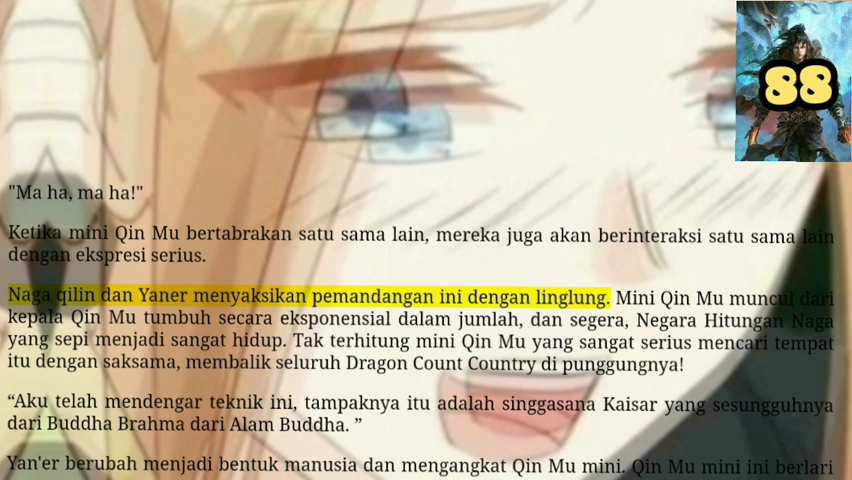 88
"Ma ha, ma ha!"
Ketika mini Qin Mu bertabrakan satu sama lain, mereka juga akan berinteraksi satu sama lain
dengan ekspresi serius.
Naga qilin dan Yaner menyaksikan pemandangan ini dengan linglung. Mini Qin Mu muncul dari
kepala Qin Mu tumbuh secara eksponensial dalam jumlah, dan segera, Negara Hitungan Naga
yang sepi menjadi sangat hidup. Tak terhitung mini Qin Mu yang sangat serius mencari tempat
itu dengan saksama, membalik seluruh Dragon Count Country di punggungnya!
“Aku telah mendengar teknik ini, tampaknya itu adalah singgasana Kaisar yang sesungguhnya
dari Buddha Brahma dari Alam Buddha. ”
Yan'er berubah menjadi bentuk manusia dan mengangkat Qin Mu mini. Qin Mu mini ini berlari